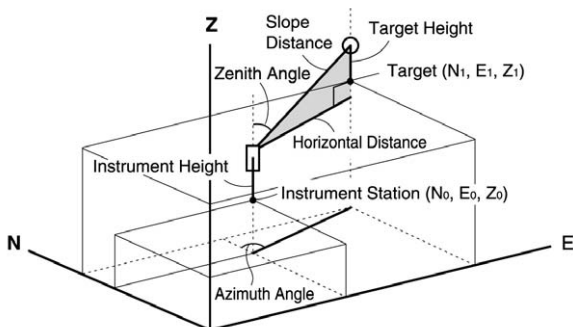 Z
Slope
Distance
Target Height
Zenith Angle
Target (N1, E1, Z1)
Instrument Height
Horizontal Distance
Instrument Station (N0, E0, Z0)
N
E
Azimuth Angle